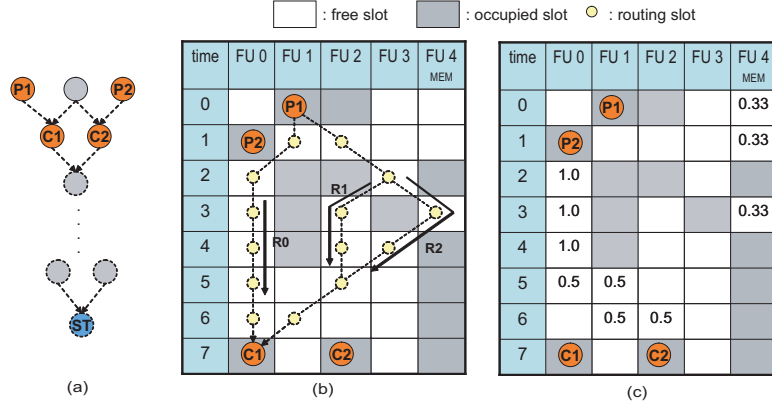 : free slot : occupied slot : routing slot
P1 P2
C1 C2
ST
(a)
time FU 0 FU 1 FU 2 FU 3 FU 4
MEM
0 P1
1 P2
2
R1
3
R0 R2
4
5
6
7 C1 C2
(b)
time FU 0 FU 1 FU 2 FU 3 FU 4
MEM
0 P1 0.33
1 P2 0.33
2 1.0
3 1.0 0.33
4 1.0
5 0.5 0.5
6 0.5 0.5
7 C1 C2
(c)